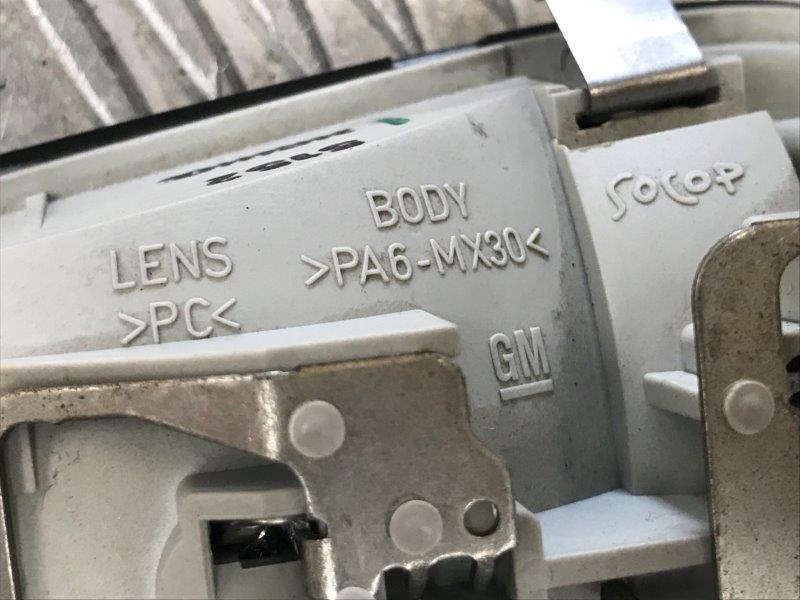 BODY
>PA6-MX30<
SOCOP
LENS
>PC<
GM